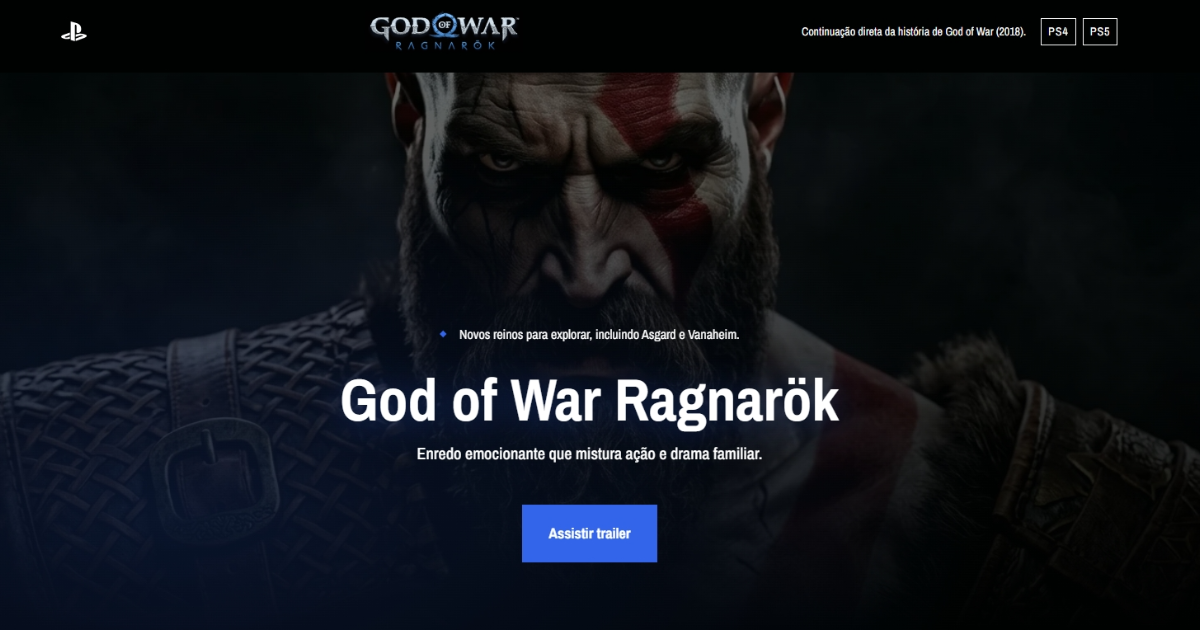 GOD OF WAR
RAGNARÖK
Continuação direta da história de God of War (2018).
PS4
PS5
Novos reinos para explorar, incluindo Asgard e Vanaheim.
God of War Ragnarök
Enredo emocionante que mistura ação e drama familiar.
Assistir trailer